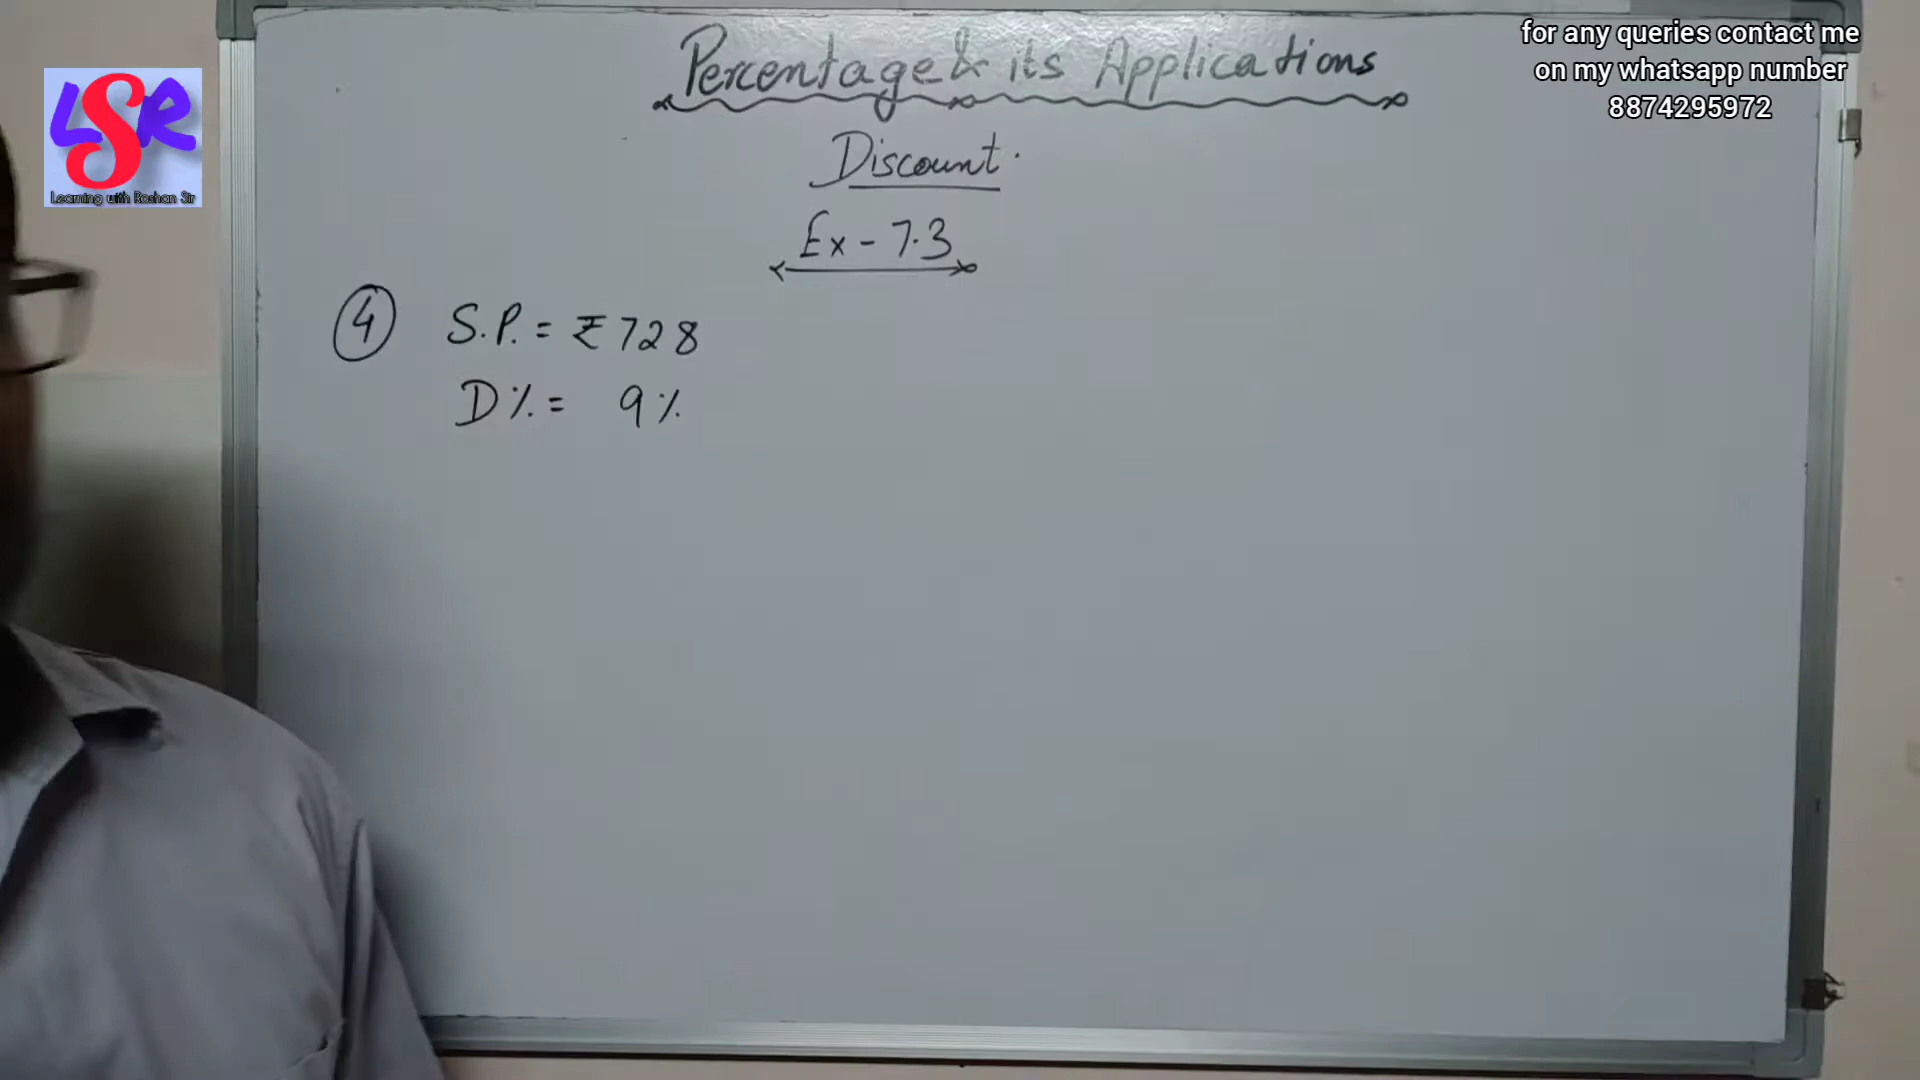 Percentage & its Applications
for any queries contact me
on my whatsapp number
8874295972
LSR
Learning with Roshan Sir
Discount.
Ex - 7.3
4 S.P. = ₹ 728
D% = 9%